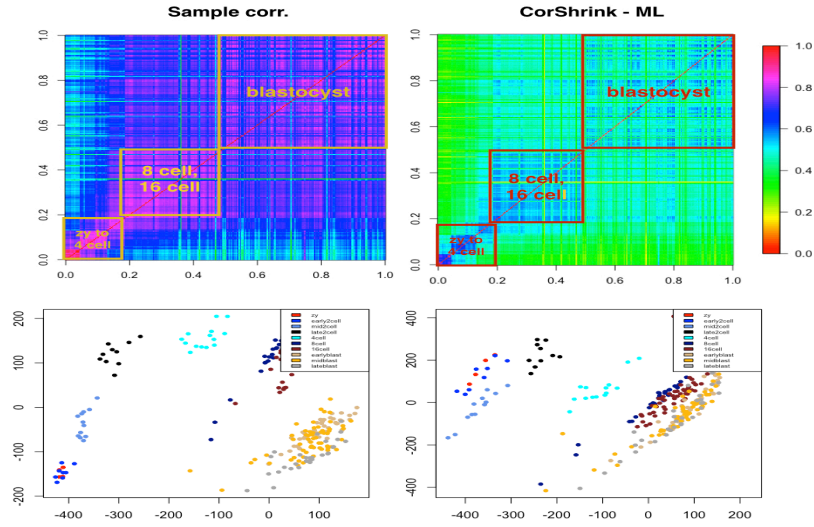 Sample corr.
CorShrink - ML
1.0
0.8
0.6
0.4
0.2
0.0
blastocyst
8 cell,
16 cell
zy to
4 cell
0.0 0.2 0.4 0.6 0.8 1.0
1.0
0.8
0.6
0.4
0.2
0.0
blastocyst
8 cell,
16 cell
zy to
4 cell
0.0 0.2 0.4 0.6 0.8 1.0
1.0
0.8
0.6
0.4
0.2
0.0
200
100
0
-100
-200
zy
early2cell
mid2cell
late2cell
4cell
8cell
16cell
earlyblast
midblast
lateblast
-400 -300 -200 -100 0 100
400
200
0
-200
-400
zy
early2cell
mid2cell
late2cell
4cell
8cell
16cell
earlyblast
midblast
lateblast
-400 -300 -200 -100 0 100 200